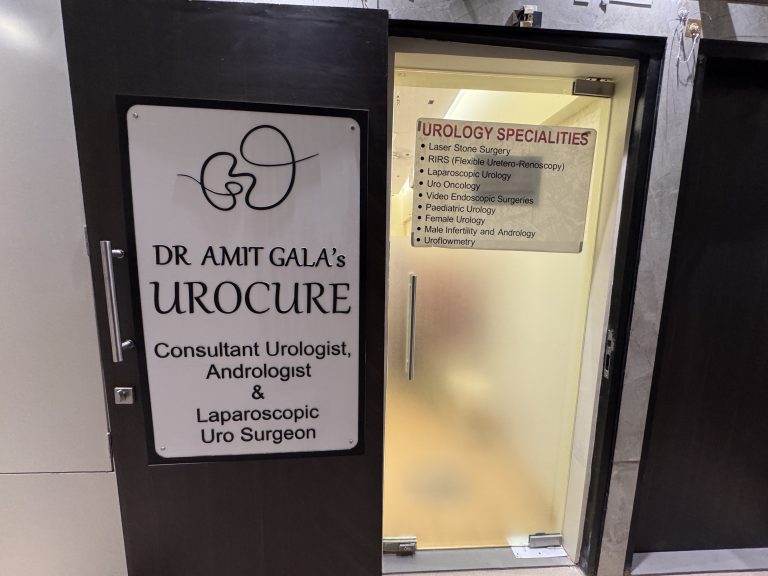 DR AMIT GALA's
UROCURE
Consultant Urologist,
Andrologist
&
Laparoscopic
Uro Surgeon
UROLOGY SPECIALITIES
• Laser Stone Surgery
• RIRS (Flexible Uretero-Renoscopy)
• Laparoscopic Urology
• Uro Oncology
• Video Endoscopic Surgeries
• Paediatric Urology
• Female Urology
• Male Infertility and Andrology
• Uroflowmetry